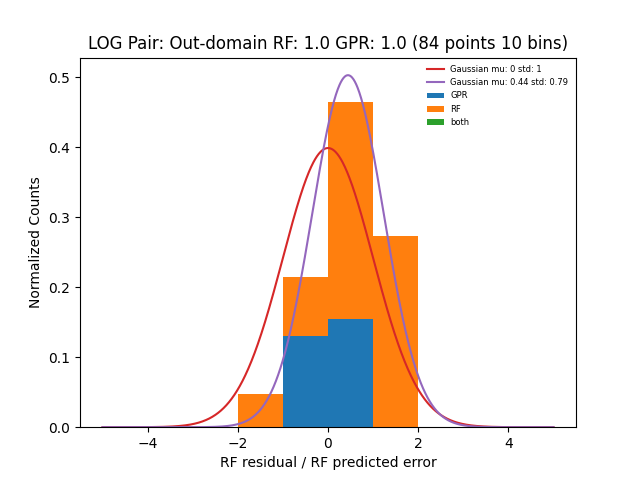 LOG Pair: Out-domain RF: 1.0 GPR: 1.0 (84 points 10 bins)
Gaussian mu: 0 std: 1
Gaussian mu: 0.44 std: 0.79
GPR
RF
both
Normalized Counts
0.5
0.4
0.3
0.2
0.1
0.0
−4
−2
0
2
4
RF residual / RF predicted error